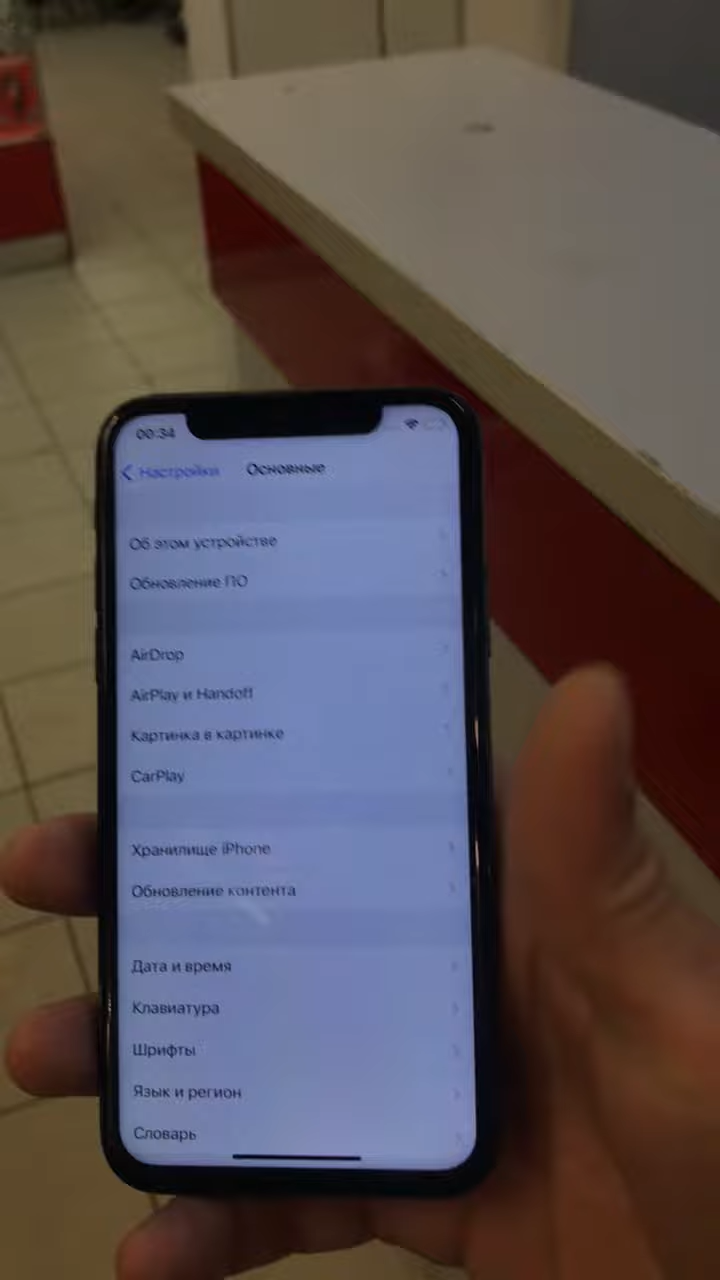 00:34
Настройки Основные
Об этом устройстве
Обновление ПО
AirDrop
AirPlay и Handoff
Картинка в картинке
CarPlay
Хранилище iPhone
Обновление контента
Дата и время
Клавиатура
Шрифты
Язык и регион
Словарь